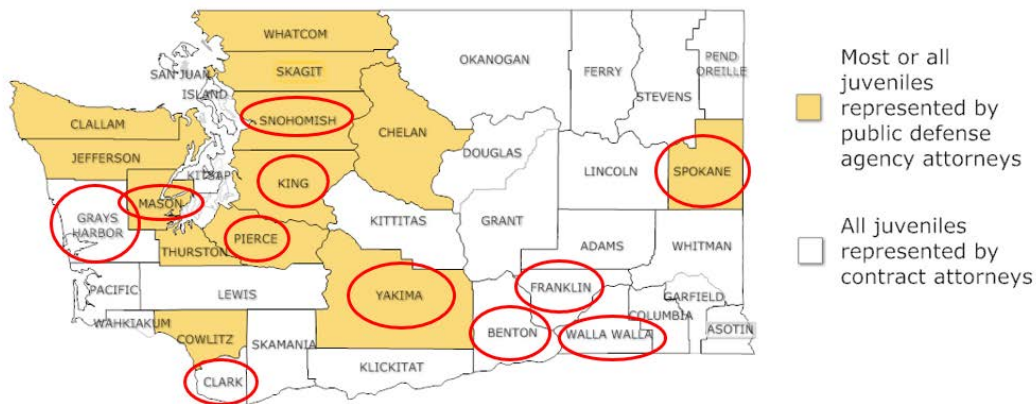 WHATCOM
OKANOGAN
FERRY
PEND
OREILLE
STEVENS
SAN JUAN
SKAGIT
ISLAND
SNOHOMISH
CLALLAM
CHELAN
JEFFERSON
DOUGLAS
KITSAP
KING
LINCOLN
SPOKANE
MASON
GRAYS
HARBOR
KITTITAS
GRANT
THURSTON
PIERCE
ADAMS
WHITMAN
PACIFIC
LEWIS
YAKIMA
FRANKLIN
GARFIELD
COLUMBIA
WAHKIAKUM
COWLITZ
SKAMANIA
BENTON
WALLA WALLA
ASOTIN
KLICKITAT
CLARK
Most or all
juveniles
represented by
public defense
agency attorneys
All juveniles
represented by
contract attorneys